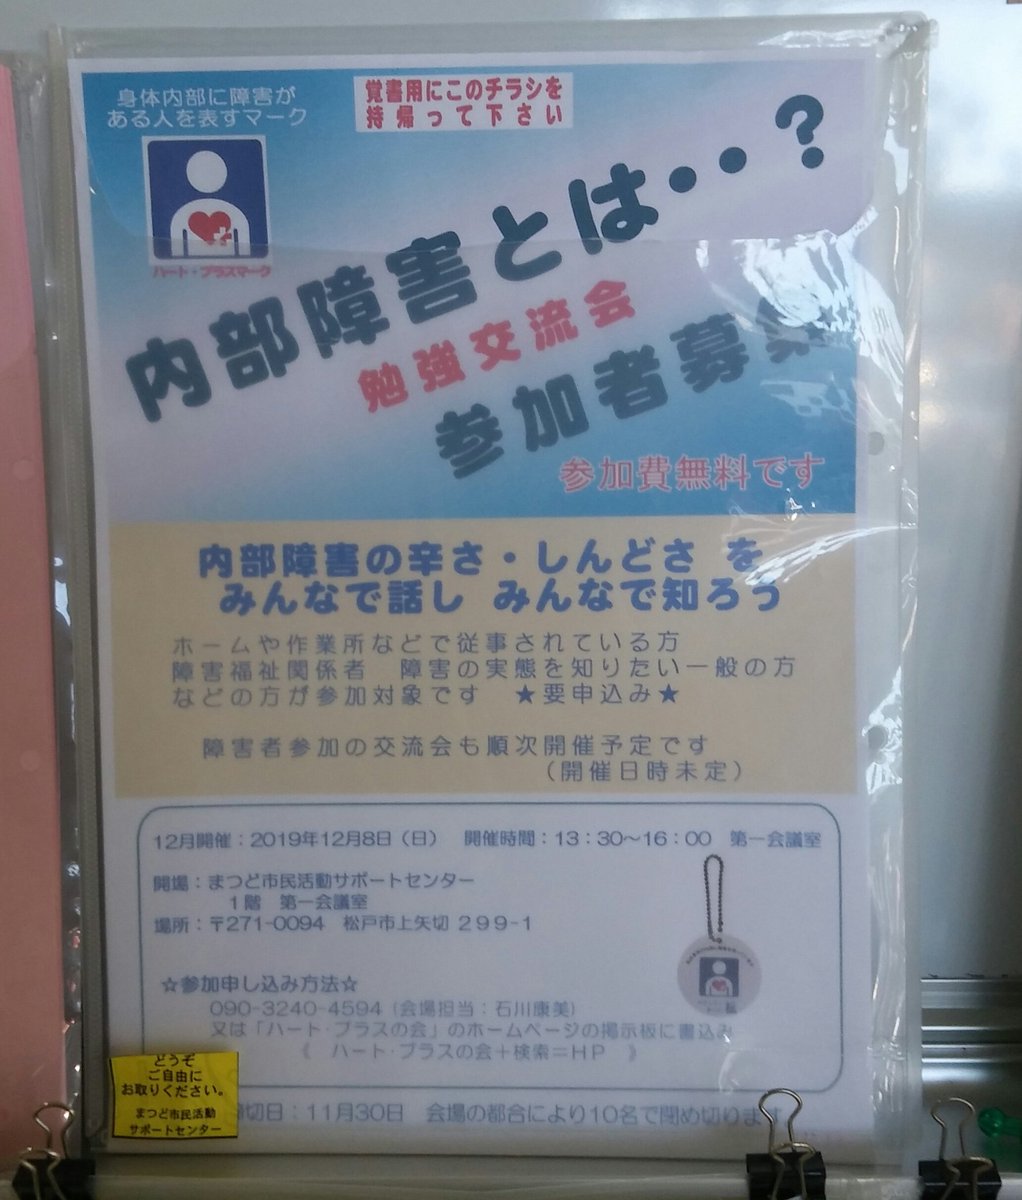 身体内部に障害が
ある人を表すマーク
覚書用にこのチラシを
持帰って下さい
ハート・プラスマーク
内部障害とは・・?
勉強交流会
参加者募集
参加費無料です
内部障害の辛さ・しんどさ を
みんなで話し みんなで知ろう
ホームや作業所などで従事されている方
障害福祉関係者 障害の実態を知りたい一般の方
などの方が参加対象です ★要申込み★
障害者参加の交流会も順次開催予定です
(開催日時未定)
12月開催:2019年12月8日(日) 開催時間:13:30〜16:00 第一会議室
開場:まつど市民活動サポートセンター
1階 第一会議室
場所:〒271-0094 松戸市上矢切 299-1
☆参加申し込み方法☆
090-3240-4594 (会場担当:石川康美)
又は「ハート・プラスの会」のホームページの掲示板に書込み
《 ハート・プラスの会+検索=HP 》
切日:11月30日 会場の都合により10名で閉め切ります
どうぞ
ご自由に
お取りください。
まつど市民活動
サポートセンター